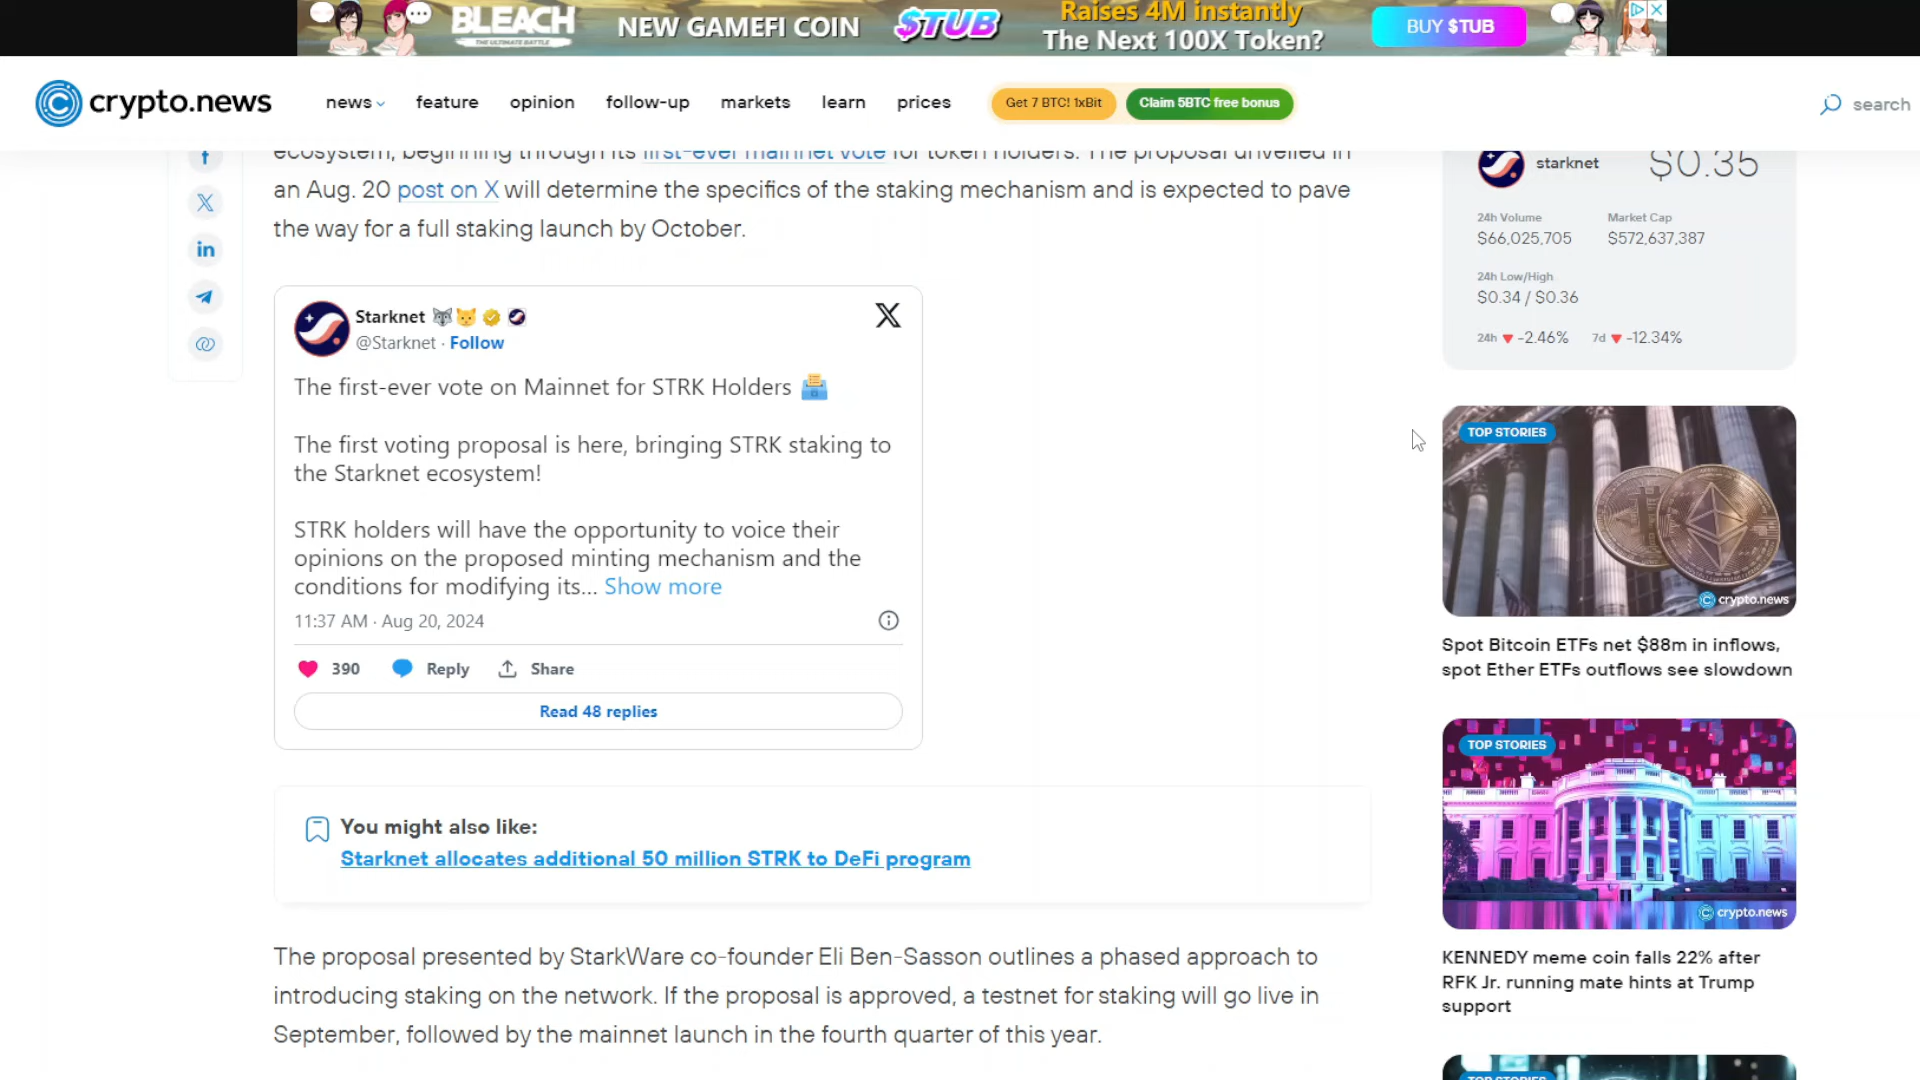 BLEACH
THE ULTIMATE BATTLE
NEW GAMEFI COIN
$TUB
Raises 4M instantly
The Next 100X Token?
BUY $TUB
crypto.news
news
feature
opinion
follow-up
markets
learn
prices
Get 7 BTC! 1xBit
Claim 5BTC free bonus
search
ecosystem, beginning through its first-ever mainnet vote for token holders. The proposal unveiled in
an Aug. 20 post on X will determine the specifics of the staking mechanism and is expected to pave
the way for a full staking launch by October.
Starknet
@Starknet · Follow
The first-ever vote on Mainnet for STRK Holders
The first voting proposal is here, bringing STRK staking to
the Starknet ecosystem!
STRK holders will have the opportunity to voice their
opinions on the proposed minting mechanism and the
conditions for modifying its... Show more
11:37 AM · Aug 20, 2024
390
Reply
Share
Read 48 replies
You might also like:
Starknet allocates additional 50 million STRK to DeFi program
The proposal presented by StarkWare co-founder Eli Ben-Sasson outlines a phased approach to
introducing staking on the network. If the proposal is approved, a testnet for staking will go live in
September, followed by the mainnet launch in the fourth quarter of this year.
starknet
$0.35
24h Volume
$66,025,705
Market Cap
$572,637,387
24h Low/High
$0.34 / $0.36
24h -2.46%
7d -12.34%
TOP STORIES
crypto.news
Spot Bitcoin ETFs net $88m in inflows,
spot Ether ETFs outflows see slowdown
TOP STORIES
crypto.news
KENNEDY meme coin falls 22% after
RFK Jr. running mate hints at Trump
support
TOP STORIES